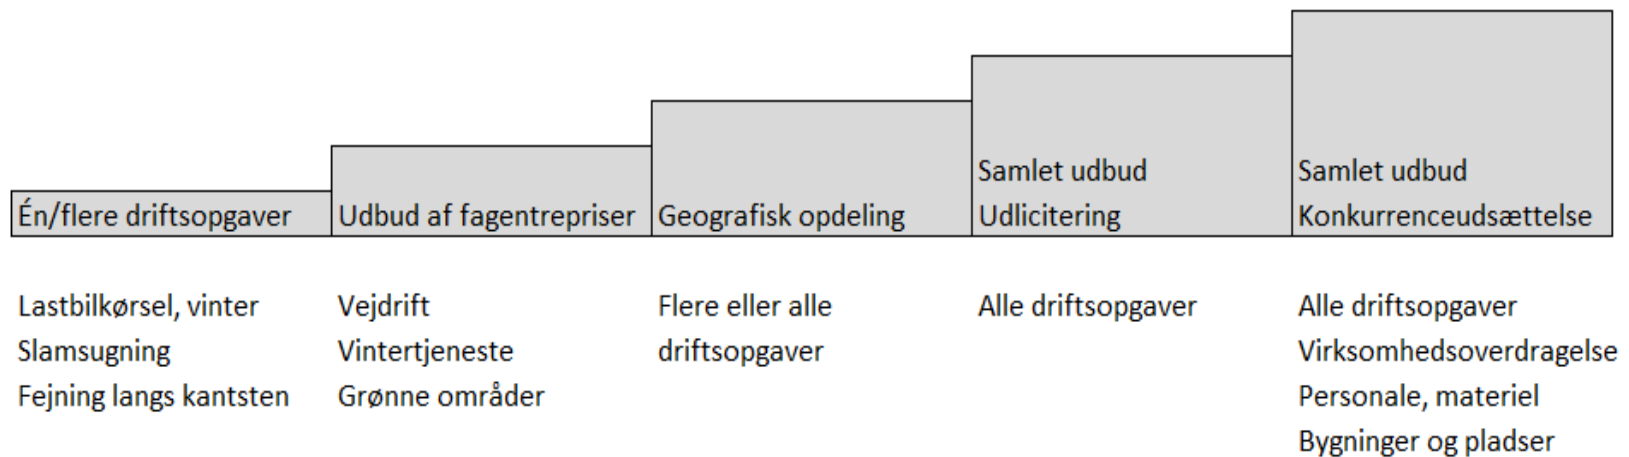 Én/flere driftsopgaver
Udbud af fagentrepriser
Geografisk opdeling
Samlet udbud
Udlicitering
Samlet udbud
Konkurrenceudsættelse
Lastbilkørsel, vinter
Slamsugning
Fejning langs kantsten
Vejdrift
Vintertjeneste
Grønne områder
Flere eller alle
driftsopgaver
Alle driftsopgaver
Alle driftsopgaver
Virksomhedsoverdragelse
Personale, materiel
Bygninger og pladser